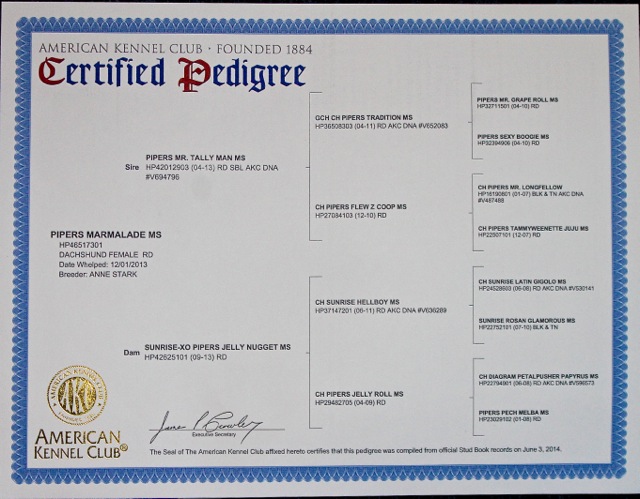 AMERICAN KENNEL CLUB • FOUNDED 1884
Certified Pedigree
PIPERS MARMALADE MS
HP46517301
DACHSHUND FEMALE RD
Date Whelped: 12/01/2013
Breeder: ANNE STARK
Sire
PIPERS MR. TALLY MAN MS
HP42012903 (04-13) RD SBL AKC DNA
#V694796
Dam
SUNRISE-XO PIPERS JELLY NUGGET MS
HP42625101 (09-13) RD
GCH CH PIPERS TRADITION MS
HP36508303 (04-11) RD AKC DNA #V652083
CH PIPERS FLEW Z COOP MS
HP27084103 (12-10) RD
CH SUNRISE HELLBOY MS
HP37147201 (06-11) RD AKC DNA #V636289
CH PIPERS JELLY ROLL MS
HP29482705 (04-09) RD
PIPERS MR. GRAPE ROLL MS
HP32711501 (04-10) RD
PIPERS SEXY BOOGIE MS
HP52394906 (04-10) RD
CH PIPERS MR. LONGFELLOW
HP18190801 (01-07) BLK & TN AKC DNA
#V487488
CH PIPERS TAMMYWEENETTE JUJU MS
HP22507101 (12-07) RD
CH SUNRISE LATIN GIGOLO MS
HP24528603 (06-08) RD AKC DNA #V530141
SUNRISE ROSAN GLAMOROUS MS
HP22752101 (07-10) BLK & TN
CH DIAGRAM PETALPUSHER PAPYRUS MS
HP22794901 (06-08) RD AKC DNA #V596573
PIPERS PECH MELBA MS
HP23029102 (01-08) RD
AMERICAN KENNEL CLUB
AMERICAN
KENNEL CLUB®
Executive Secretary
The Seal of The American Kennel Club affixed hereto certifies that this pedigree was compiled from official Stud Book records on June 3, 2014.